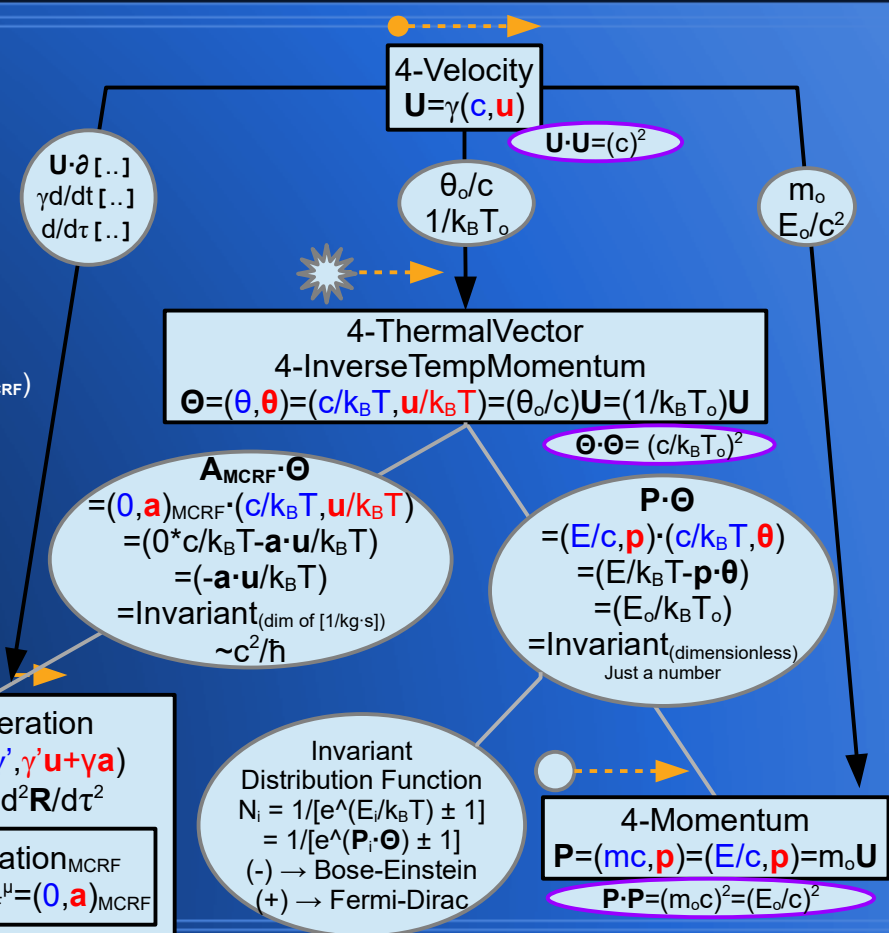 4-Velocity
U=γ(c,u)
U·U=(c)²
U·∂[..]
γd/dt[..]
d/dτ[..]
θₒ/c
1/k_BTₒ
mₒ
Eₒ/c²
4-ThermalVector
4-InverseTempMomentum
Θ=(θ,θ)=(c/k_BT,u/k_BT)=(θₒ/c)U=(1/k_BTₒ)U
Θ·Θ= (c/k_BTₒ)²
CRF)
A_MCRF·Θ
=(0,a)_MCRF·(c/k_BT,u/k_BT)
=(0*c/k_BT-a·u/k_BT)
=(-a·u/k_BT)
=Invariant(dim of [1/kg·s])
~c²/ħ
P·Θ
=(E/c,p)·(c/k_BT,θ)
=(E/k_BT-p·θ)
=(Eₒ/k_BTₒ)
=Invariant(dimensionless)
Just a number
eration
',γ'u+γa)
d²R/dτ²
ation_MCRF
^μ=(0,a)_MCRF
Invariant
Distribution Function
Nᵢ = 1/[e^(Eᵢ/k_BT) ± 1]
= 1/[e^(Pᵢ·Θ) ± 1]
(-) → Bose-Einstein
(+) → Fermi-Dirac
4-Momentum
P=(mc,p)=(E/c,p)=mₒU
P·P=(mₒc)²=(Eₒ/c)²